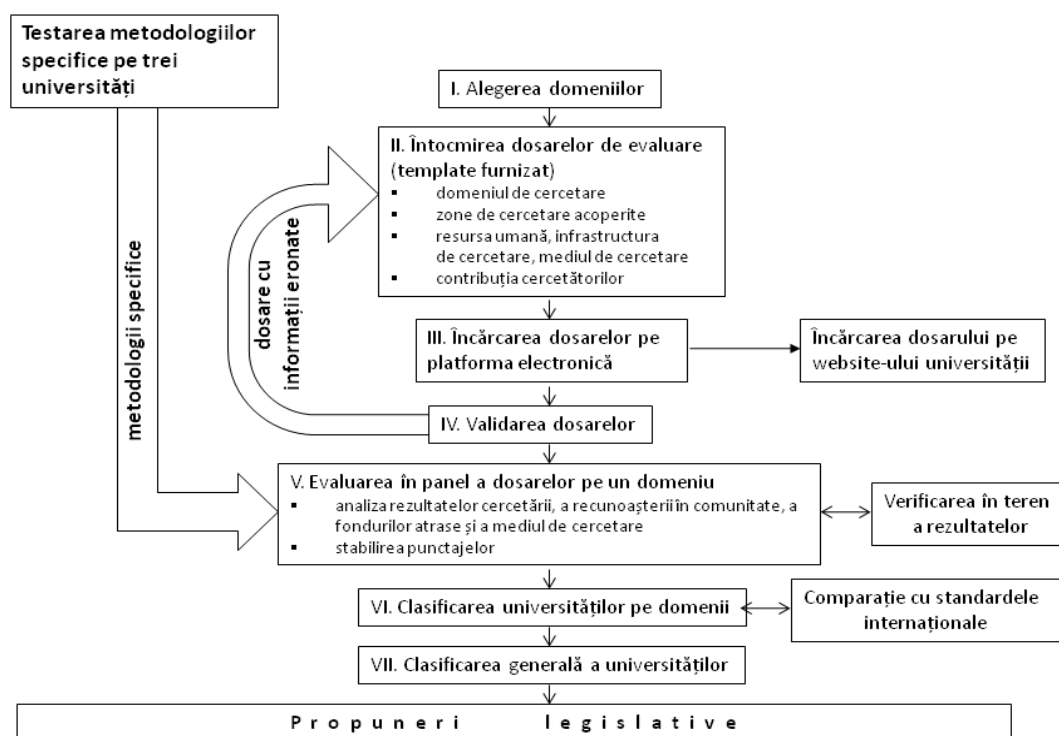 Testarea metodologiilor
specifice pe trei
universități
I. Alegerea domeniilor
II. Întocmirea dosarelor de evaluare
(template furnizat)
▪ domeniul de cercetare
▪ zone de cercetare acoperite
▪ resursa umană, infrastructura
de cercetare, mediul de cercetare
▪ contribuția cercetătorilor
metodologii specifice
dosare cu
informații eronate
III. Încărcarea dosarelor pe
platforma electronică
Încărcarea dosarului pe
website-ului universității
IV. Validarea dosarelor
V. Evaluarea în panel a dosarelor pe un domeniu
▪ analiza rezultatelor cercetării, a recunoașterii în comunitate, a
fondurilor atrase și a mediul de cercetare
▪ stabilirea punctajelor
Verificarea în teren
a rezultatelor
VI. Clasificarea universităților pe domenii
Comparație cu standardele
internaționale
VII. Clasificarea generală a universităților
Propuneri legislative